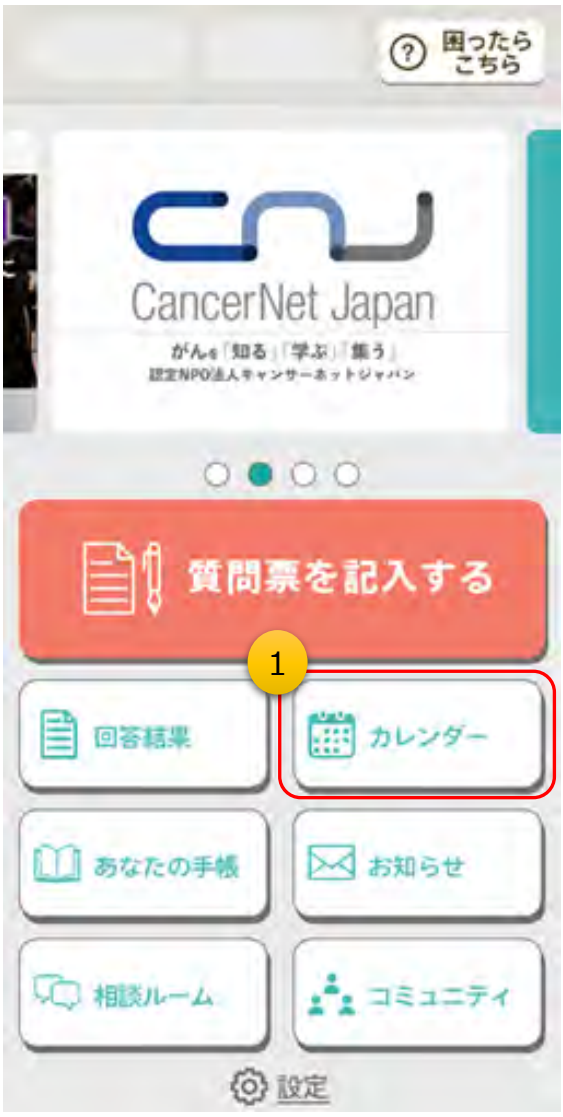 ? 困ったら
こちら
CancerNet Japan
がんを「知る」「学ぶ」「集う」
認定NPO法人キャンサーネットジャパン
質問票を記入する
1
回答結果
カレンダー
あなたの手帳
お知らせ
相談ルーム
コミュニティ
設定